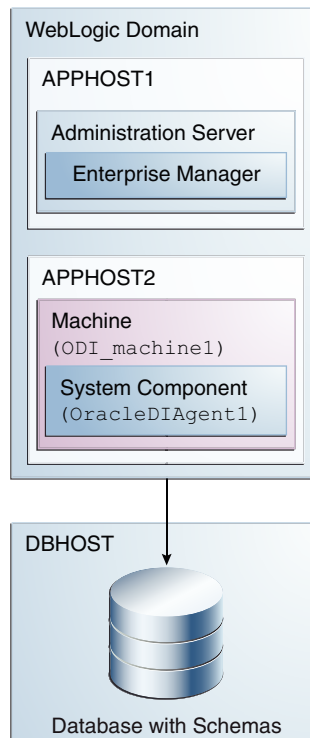 WebLogic Domain
APPHOST1
Administration Server
Enterprise Manager
APPHOST2
Machine
(ODI_machine1)
System Component
(OracleDIAgent1)
DBHOST
Database with Schemas